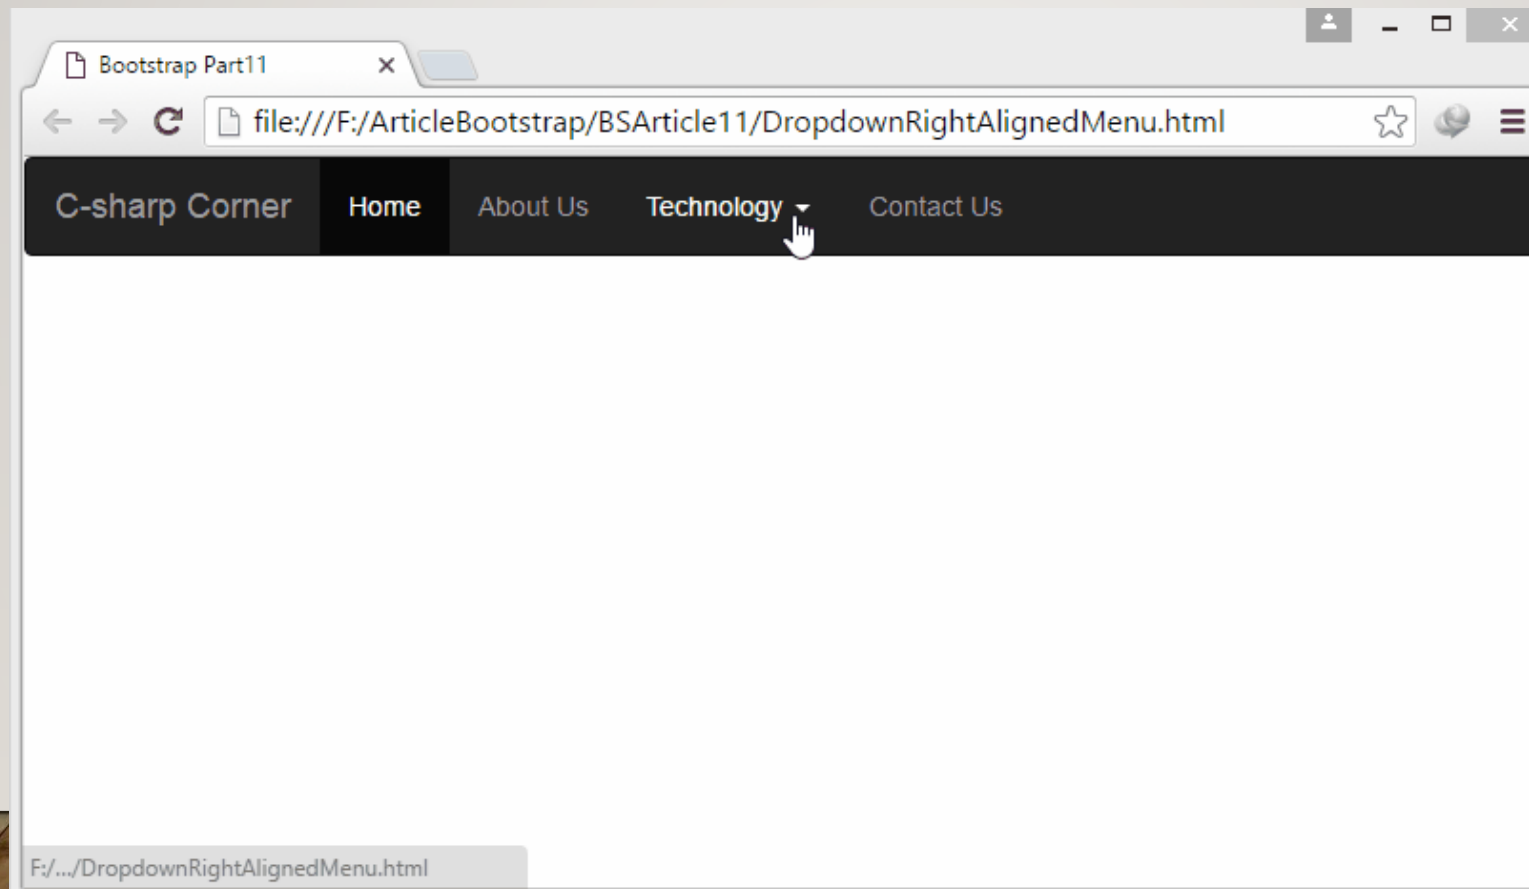 Bootstrap Part11
file:///F:/ArticleBootstrap/BSArticle11/DropdownRightAlignedMenu.html
C-sharp Corner Home About Us Technology Contact Us
F:/.../DropdownRightAlignedMenu.html